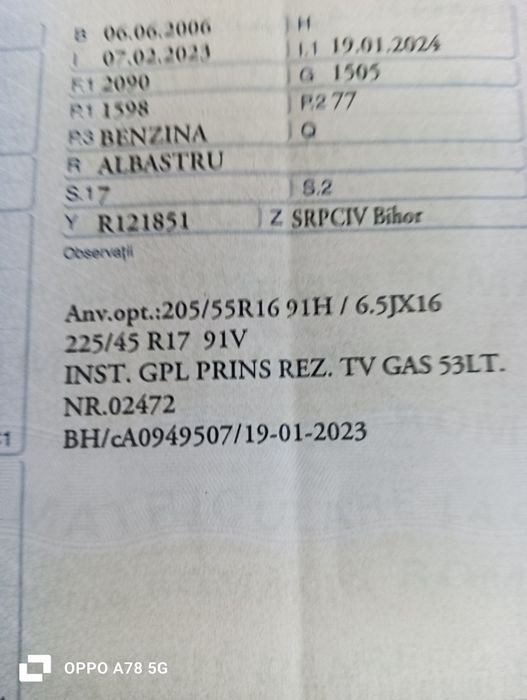 B 06.06.2006 H
I 07.02.2023 I.1 19.01.2024
F.1 2090 G 1505
P.1 1598 P.2 77
P.3 BENZINA Q
R ALBASTRU
S.1 7 S.2
Y R121851 Z SRPCIV Bihor
Observații
Anv.opt.:205/55R16 91H / 6.5JX16
225/45 R17 91V
INST. GPL PRINS REZ. TV GAS 53LT.
NR.02472
BH/cA0949507/19-01-2023
OPPO A78 5G